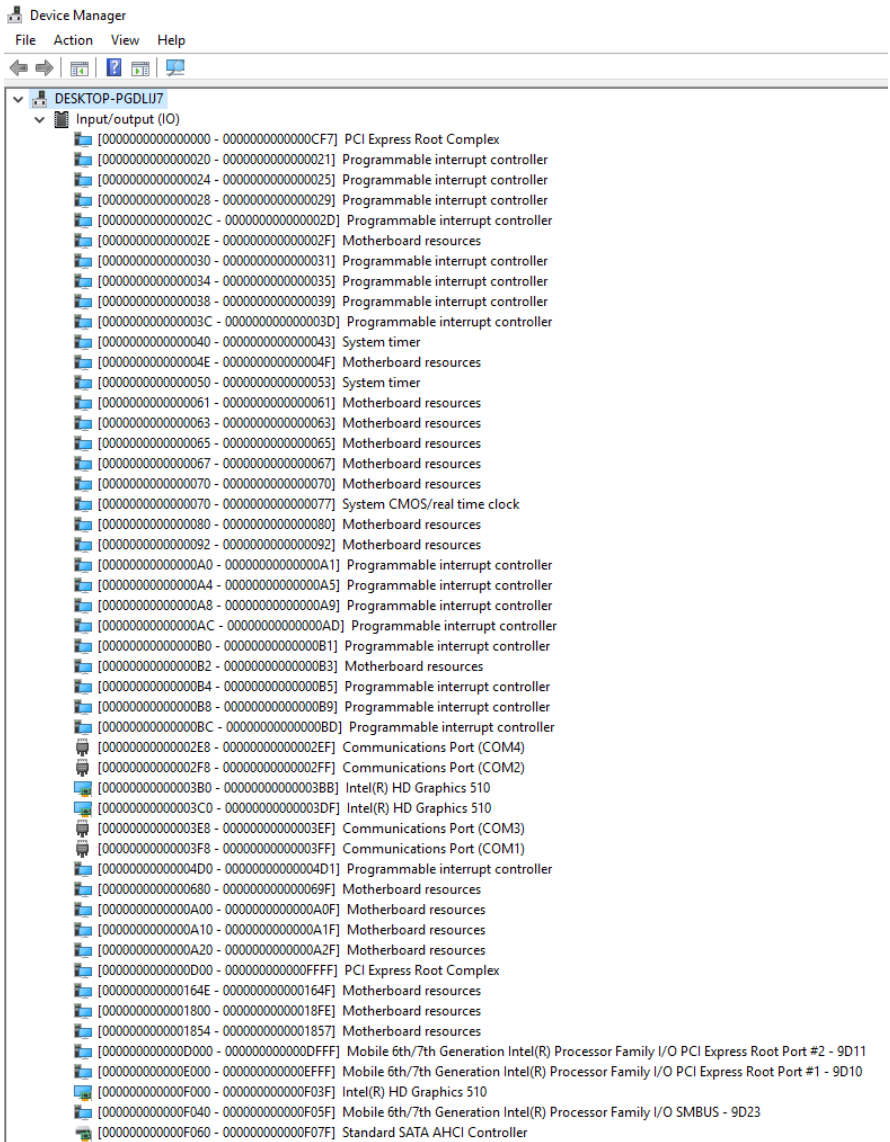 Device Manager
File Action View Help
DESKTOP-PGDLIJ7
Input/output (IO)
[0000000000000000 - 0000000000000CF7] PCI Express Root Complex
[0000000000000020 - 0000000000000021] Programmable interrupt controller
[0000000000000024 - 0000000000000025] Programmable interrupt controller
[0000000000000028 - 0000000000000029] Programmable interrupt controller
[000000000000002C - 000000000000002D] Programmable interrupt controller
[000000000000002E - 000000000000002F] Motherboard resources
[0000000000000030 - 0000000000000031] Programmable interrupt controller
[0000000000000034 - 0000000000000035] Programmable interrupt controller
[0000000000000038 - 0000000000000039] Programmable interrupt controller
[000000000000003C - 000000000000003D] Programmable interrupt controller
[0000000000000040 - 0000000000000043] System timer
[000000000000004E - 000000000000004F] Motherboard resources
[0000000000000050 - 0000000000000053] System timer
[0000000000000061 - 0000000000000061] Motherboard resources
[0000000000000063 - 0000000000000063] Motherboard resources
[0000000000000065 - 0000000000000065] Motherboard resources
[0000000000000067 - 0000000000000067] Motherboard resources
[0000000000000070 - 0000000000000070] Motherboard resources
[0000000000000070 - 0000000000000077] System CMOS/real time clock
[0000000000000080 - 0000000000000080] Motherboard resources
[0000000000000092 - 0000000000000092] Motherboard resources
[00000000000000A0 - 00000000000000A1] Programmable interrupt controller
[00000000000000A4 - 00000000000000A5] Programmable interrupt controller
[00000000000000A8 - 00000000000000A9] Programmable interrupt controller
[00000000000000AC - 00000000000000AD] Programmable interrupt controller
[00000000000000B0 - 00000000000000B1] Programmable interrupt controller
[00000000000000B2 - 00000000000000B3] Motherboard resources
[00000000000000B4 - 00000000000000B5] Programmable interrupt controller
[00000000000000B8 - 00000000000000B9] Programmable interrupt controller
[00000000000000BC - 00000000000000BD] Programmable interrupt controller
[00000000000002E8 - 00000000000002EF] Communications Port (COM4)
[00000000000002F8 - 00000000000002FF] Communications Port (COM2)
[00000000000003B0 - 00000000000003BB] Intel(R) HD Graphics 510
[00000000000003C0 - 00000000000003DF] Intel(R) HD Graphics 510
[00000000000003E8 - 00000000000003EF] Communications Port (COM3)
[00000000000003F8 - 00000000000003FF] Communications Port (COM1)
[00000000000004D0 - 00000000000004D1] Programmable interrupt controller
[0000000000000680 - 000000000000069F] Motherboard resources
[0000000000000A00 - 0000000000000A0F] Motherboard resources
[0000000000000A10 - 0000000000000A1F] Motherboard resources
[0000000000000A20 - 0000000000000A2F] Motherboard resources
[0000000000000D00 - 000000000000FFFF] PCI Express Root Complex
[000000000000164E - 000000000000164F] Motherboard resources
[0000000000001800 - 00000000000018FE] Motherboard resources
[0000000000001854 - 0000000000001857] Motherboard resources
[000000000000D000 - 000000000000DFFF] Mobile 6th/7th Generation Intel(R) Processor Family I/O PCI Express Root Port #2 - 9D11
[000000000000E000 - 000000000000EFFF] Mobile 6th/7th Generation Intel(R) Processor Family I/O PCI Express Root Port #1 - 9D10
[000000000000F000 - 000000000000F03F] Intel(R) HD Graphics 510
[000000000000F040 - 000000000000F05F] Mobile 6th/7th Generation Intel(R) Processor Family I/O SMBUS - 9D23
[000000000000F060 - 000000000000F07F] Standard SATA AHCI Controller